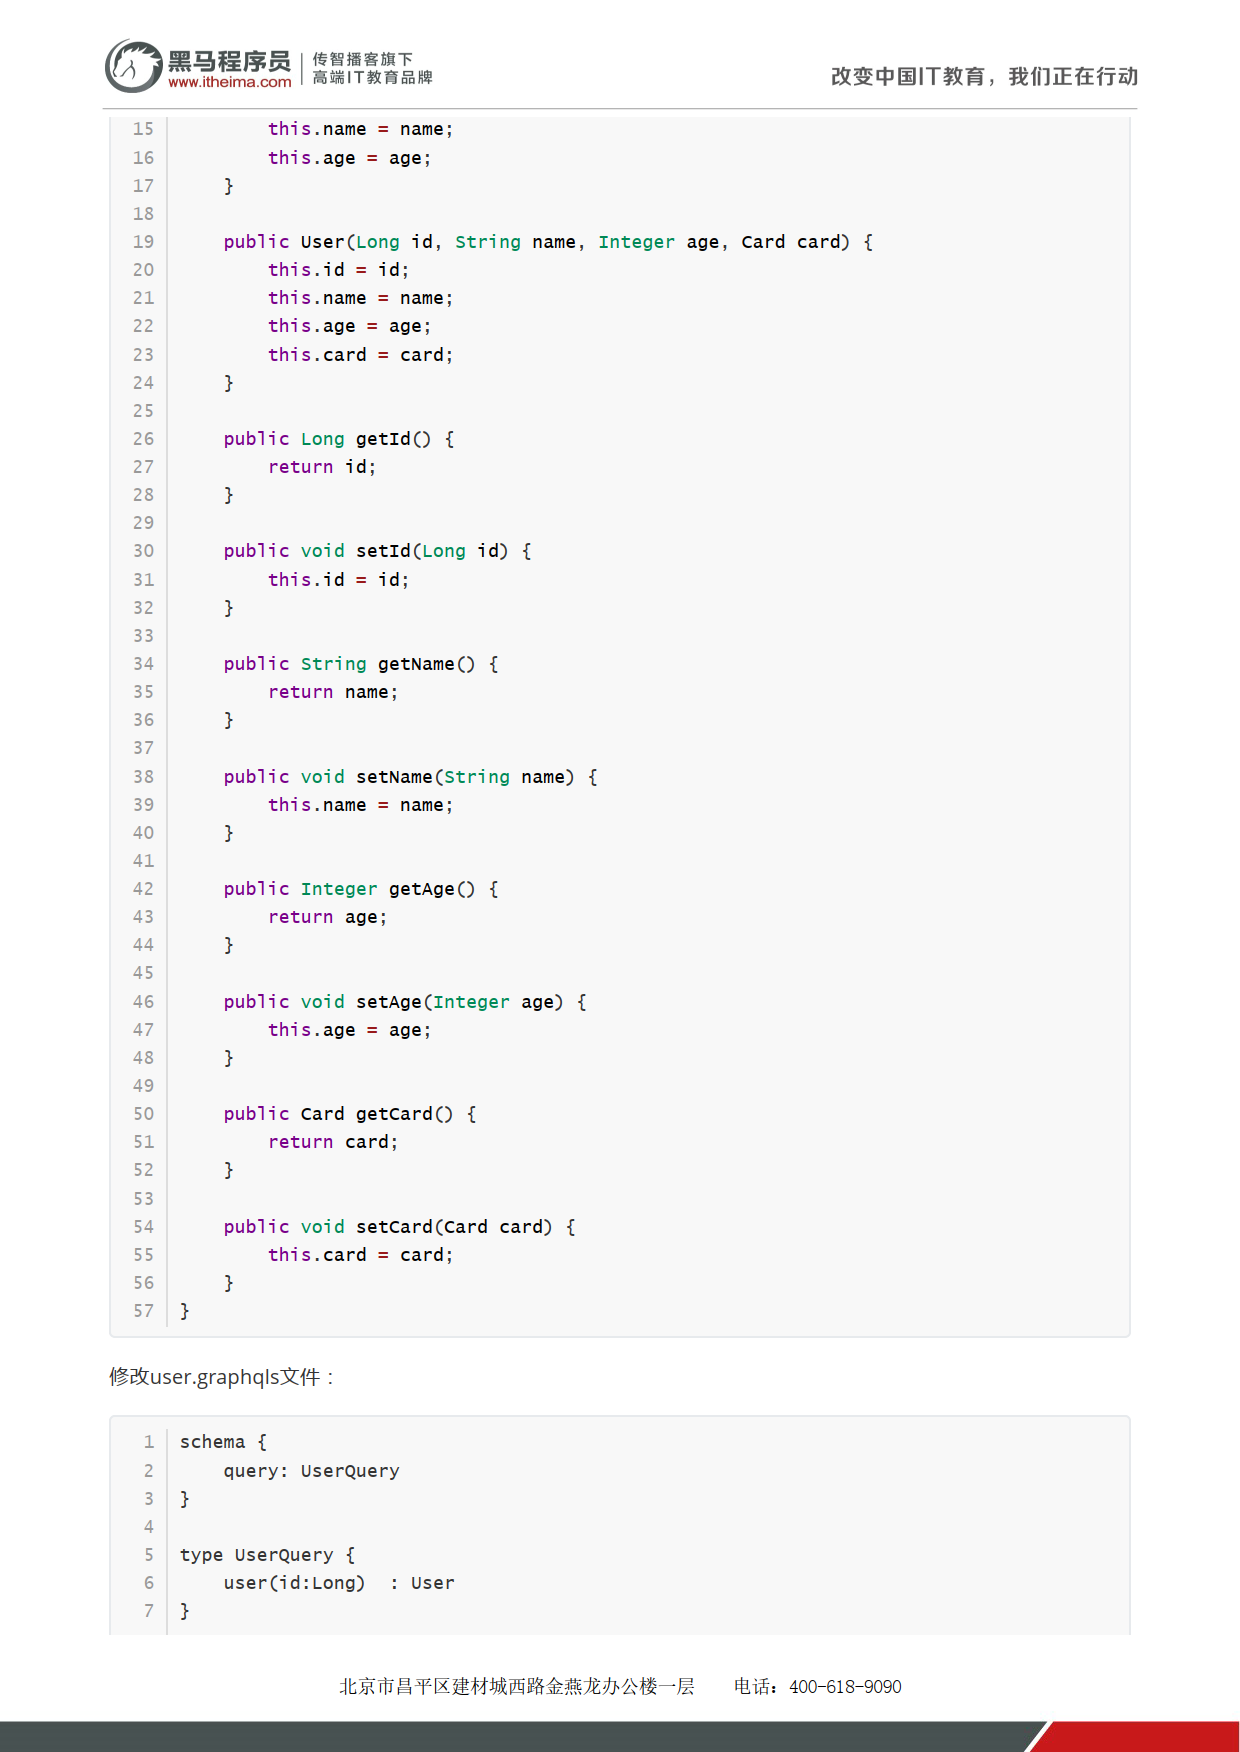 黑马程序员
www.itheima.com
传智播客旗下
高端IT教育品牌
改变中国IT教育，我们正在行动
15 this.name = name;
16 this.age = age;
17 }
18
19 public User(Long id, String name, Integer age, Card card) {
20 this.id = id;
21 this.name = name;
22 this.age = age;
23 this.card = card;
24 }
25
26 public Long getId() {
27 return id;
28 }
29
30 public void setId(Long id) {
31 this.id = id;
32 }
33
34 public String getName() {
35 return name;
36 }
37
38 public void setName(String name) {
39 this.name = name;
40 }
41
42 public Integer getAge() {
43 return age;
44 }
45
46 public void setAge(Integer age) {
47 this.age = age;
48 }
49
50 public Card getCard() {
51 return card;
52 }
53
54 public void setCard(Card card) {
55 this.card = card;
56 }
57 }
修改user.graphqls文件：
1 schema {
2 query: UserQuery
3 }
4
5 type UserQuery {
6 user(id:Long)  : User
7 }
北京市昌平区建材城西路金燕龙办公楼一层 电话：400-618-9090